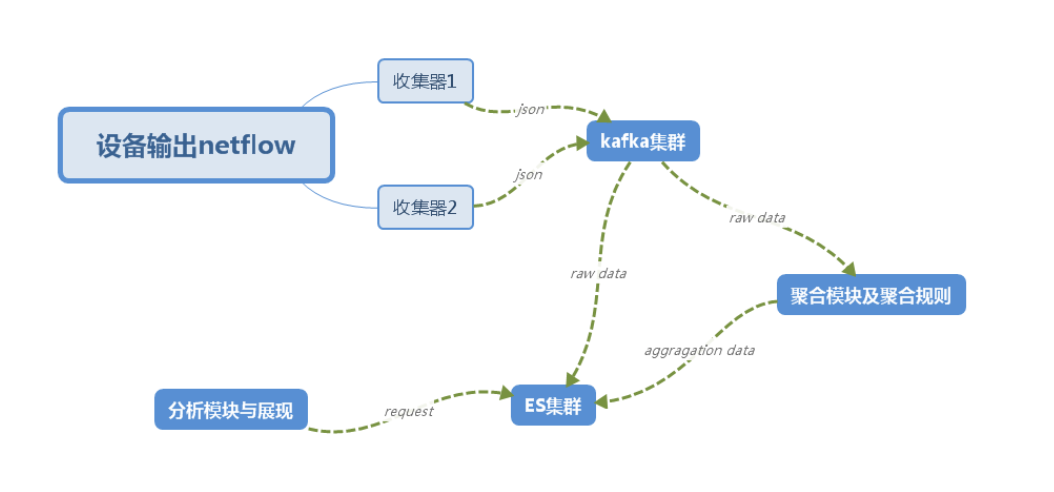 收集器1
json
设备输出netflow
kafka集群
json
收集器2
raw data
raw data
聚合模块及聚合规则
aggragation data
分析模块与展现
request
ES集群